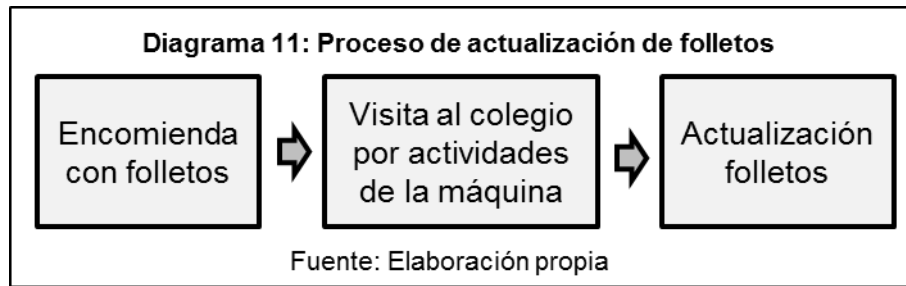 Diagrama 11: Proceso de actualización de folletos
Encomienda
con folletos
Visita al colegio
por actividades
de la máquina
Actualización
folletos
Fuente: Elaboración propia